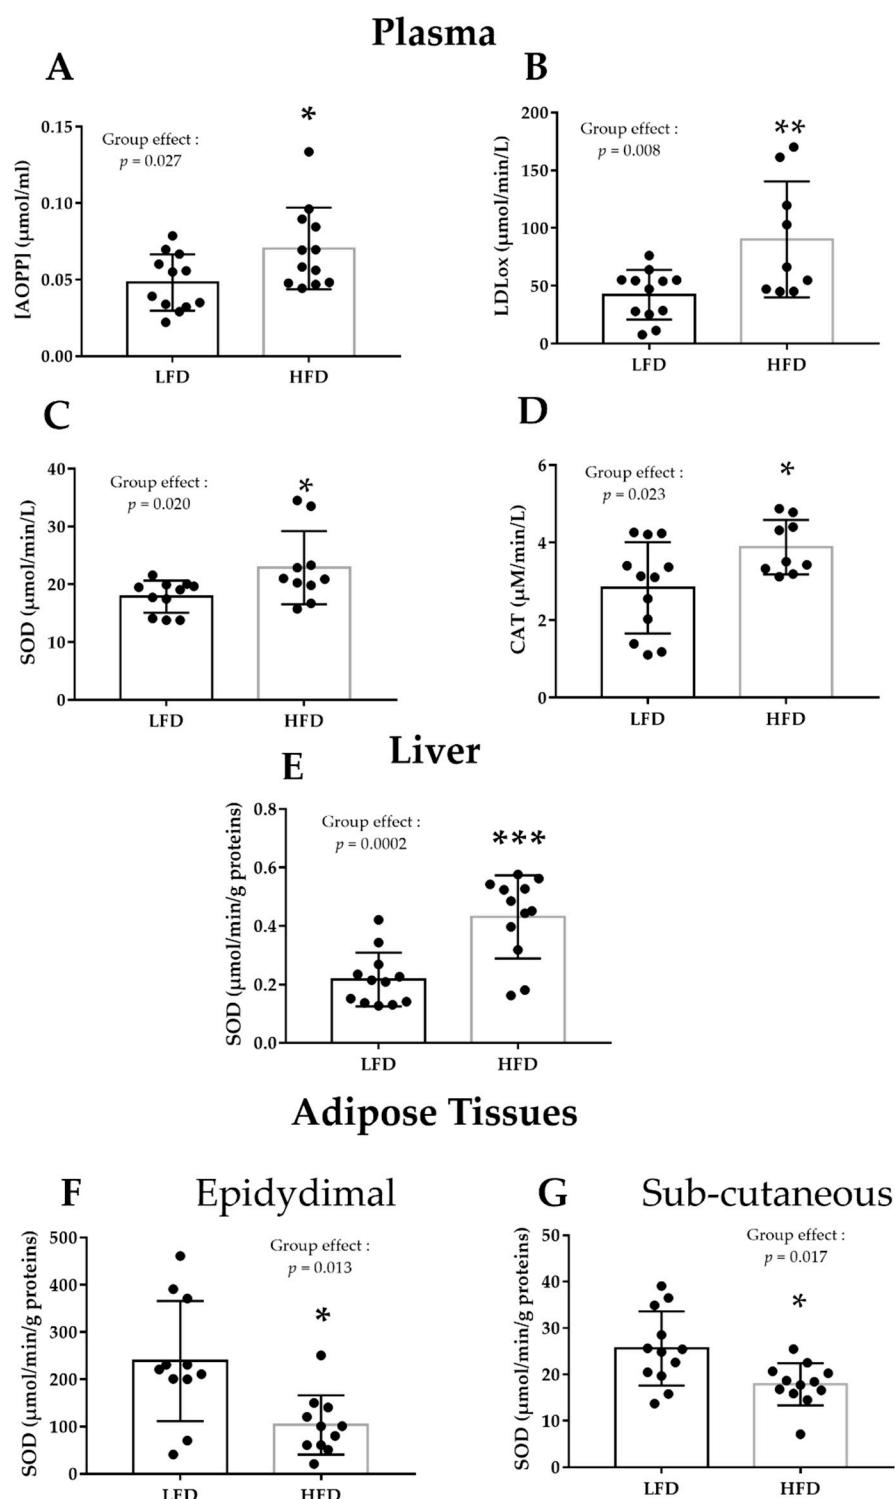 Plasma
A
[AOPP] (µmol/ml)
0.15
0.10
0.05
0.00
Group effect :
p = 0.027
*
LFD
HFD
B
LDLox (µmol/min/L)
200
150
100
50
0
Group effect :
p = 0.008
**
LFD
HFD
C
SOD (µmol/min/L)
40
30
20
10
0
Group effect :
p = 0.020
*
LFD
HFD
D
CAT (µM/min/L)
6
4
2
0
Group effect :
p = 0.023
*
LFD
HFD
Liver
E
SOD (µmol/min/g proteins)
0.8
0.6
0.4
0.2
0.0
Group effect :
p = 0.0002
***
LFD
HFD
Adipose Tissues
F
Epidydimal
SOD (µmol/min/g proteins)
500
400
300
200
100
0
Group effect :
p = 0.013
*
LFD
HFD
G
Sub-cutaneous
SOD (µmol/min/g proteins)
50
40
30
20
10
0
Group effect :
p = 0.017
*
LFD
HFD